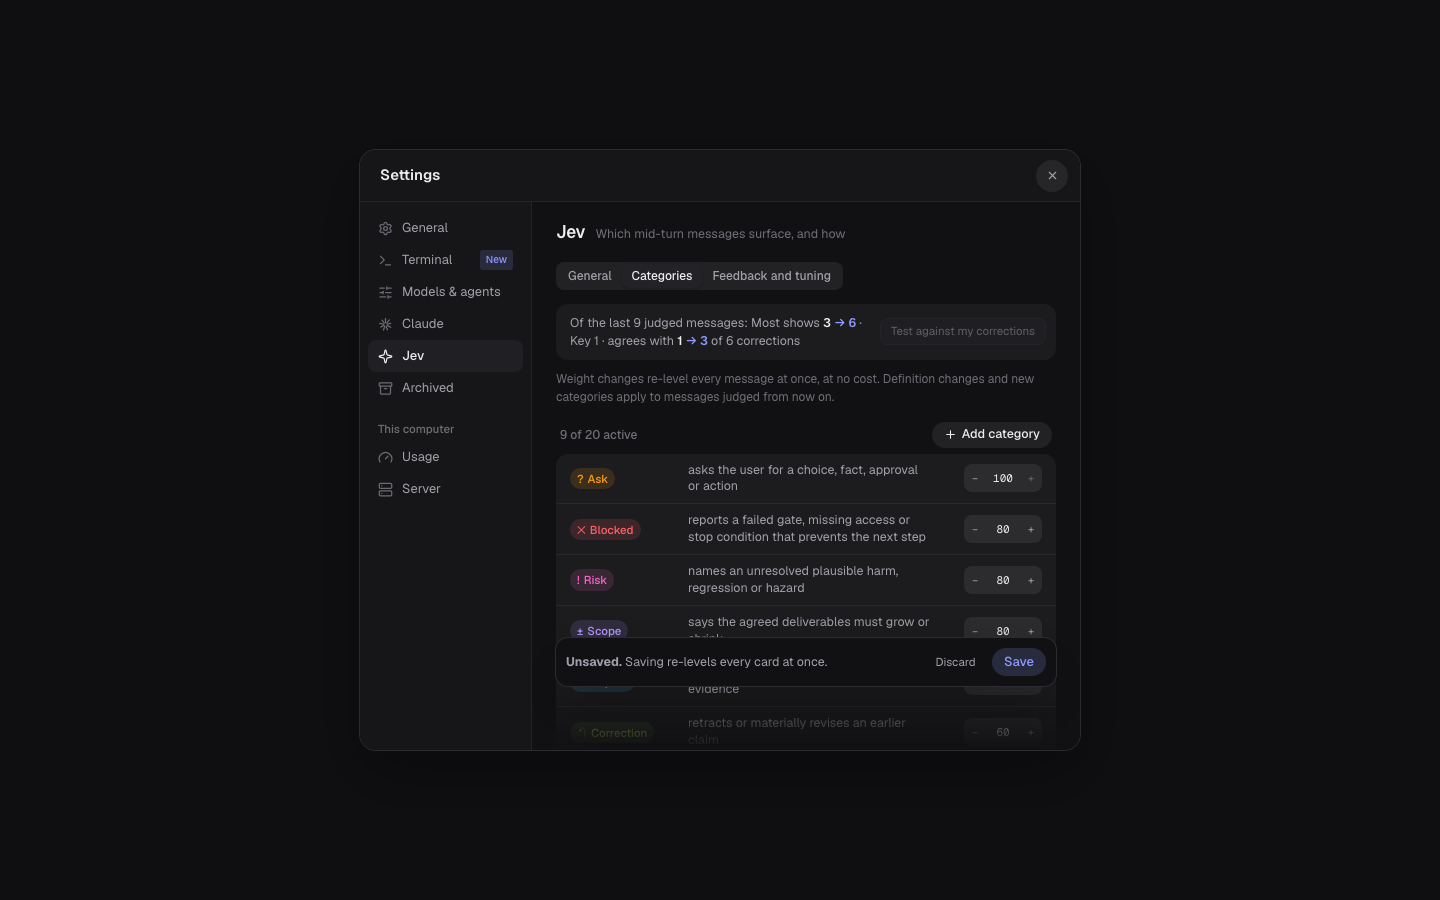 Settings
General
Terminal New
Models & agents
Claude
Jev
Archived
This computer
Usage
Server
Jev Which mid-turn messages surface, and how
General Categories Feedback and tuning
Of the last 9 judged messages: Most shows 3 → 6 ·
Key 1 · agrees with 1 → 3 of 6 corrections
Test against my corrections
Weight changes re-level every message at once, at no cost. Definition changes and new
categories apply to messages judged from now on.
9 of 20 active
+ Add category
? Ask
asks the user for a choice, fact, approval
or action
− 100 +
× Blocked
reports a failed gate, missing access or
stop condition that prevents the next step
− 80 +
! Risk
names an unresolved plausible harm,
regression or hazard
− 80 +
± Scope
says the agreed deliverables must grow or
− 80 +
Unsaved. Saving re-levels every card at once.
Discard
Save
evidence
Correction
retracts or materially revises an earlier
claim
− 60 +